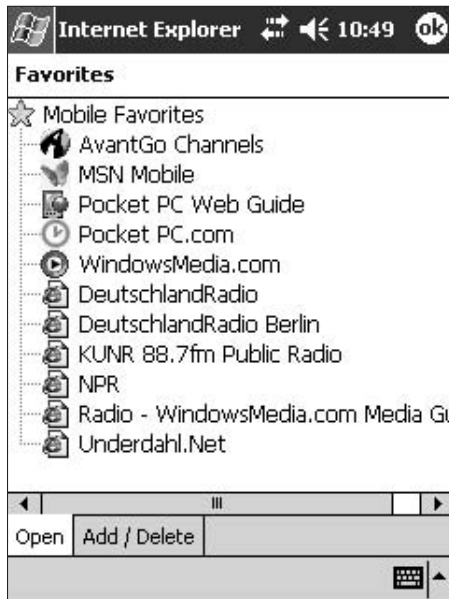 Internet Explorer 10:49 ok
Favorites
Mobile Favorites
AvantGo Channels
MSN Mobile
Pocket PC Web Guide
Pocket PC.com
WindowsMedia.com
DeutschlandRadio
DeutschlandRadio Berlin
KUNR 88.7fm Public Radio
NPR
Radio - WindowsMedia.com Media Gu
Underdahl.Net
Open Add / Delete